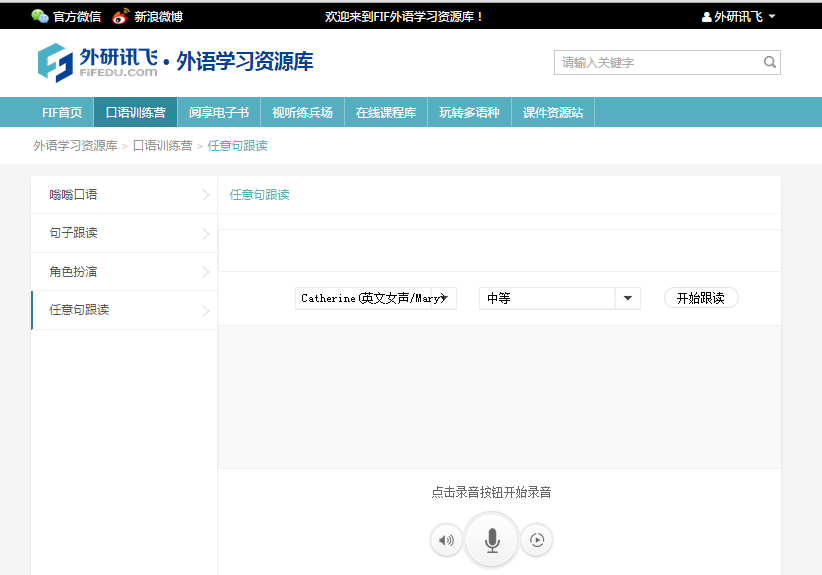 官方微信 新浪微博 欢迎来到FIF外语学习资源库！ 外研讯飞
外研讯飞 · 外语学习资源库
FiFEDU.COM
请输入关键字
FIF首页 口语训练营 阅享电子书 视听练兵场 在线课程库 玩转多语种 课件资源站
外语学习资源库 > 口语训练营 > 任意句跟读
嗡嗡口语
句子跟读
角色扮演
任意句跟读
任意句跟读
Catherine(英文女声/Mary) 中等 开始跟读
点击录音按钮开始录音